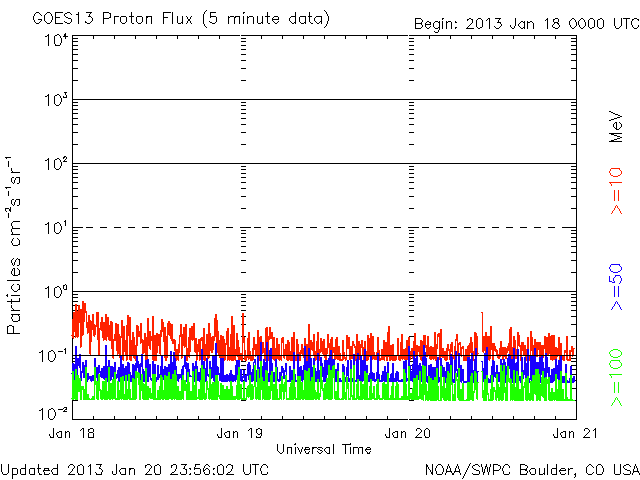 GOES13 Proton Flux (5 minute data)
Begin: 2013 Jan 18 0000 UTC
Particles cm⁻²s⁻¹sr⁻¹
10⁴
10³
10²
10¹
10⁰
10⁻¹
10⁻²
MeV
>=10
>=50
>=100
Jan 18
Jan 19
Jan 20
Jan 21
Universal Time
Updated 2013 Jan 20 23:56:02 UTC
NOAA/SWPC Boulder, CO USA